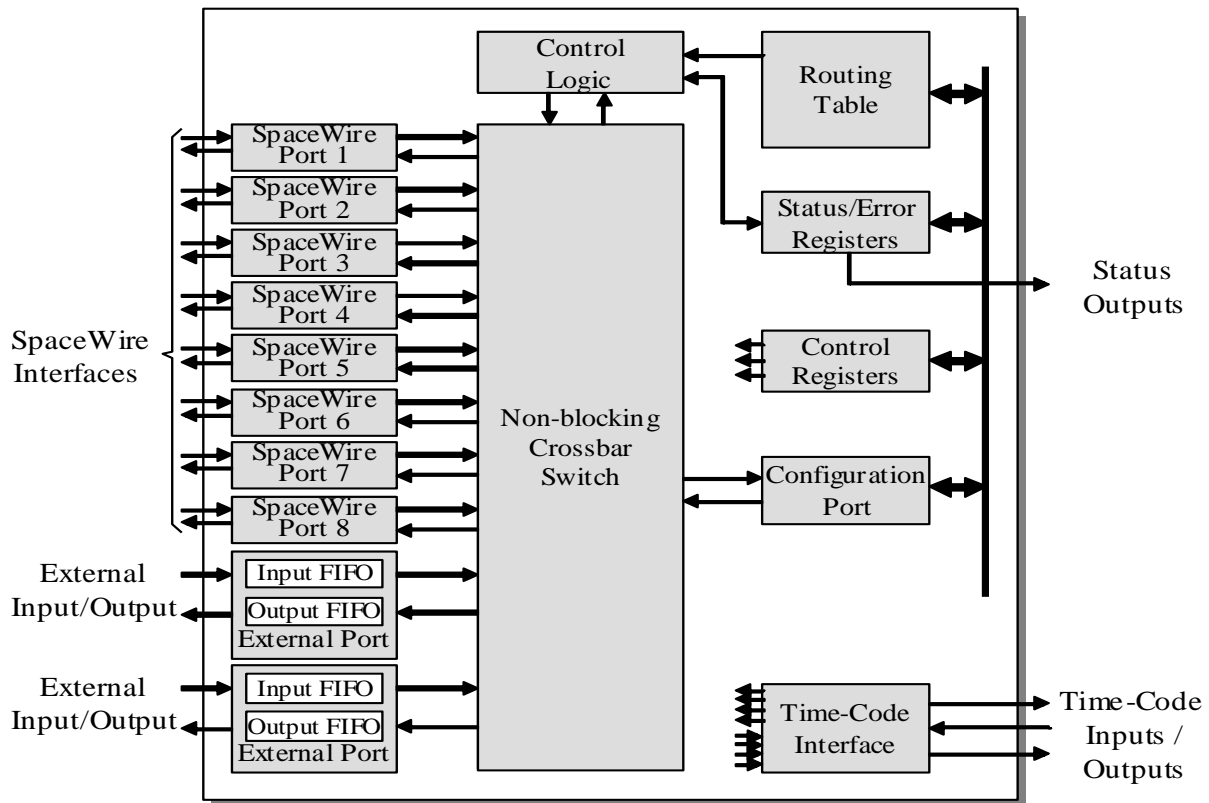 Control
Logic
Routing
Table
SpaceWire
Port 1
SpaceWire
Port 2
SpaceWire
Port 3
SpaceWire
Port 4
SpaceWire
Port 5
SpaceWire
Port 6
SpaceWire
Port 7
SpaceWire
Port 8
SpaceWire
Interfaces
Non-blocking
Crossbar
Switch
Status/Error
Registers
Status
Outputs
Control
Registers
Configuration
Port
External
Input/Output
Input FIFO
Output FIFO
External Port
External
Input/Output
Input FIFO
Output FIFO
External Port
Time-Code
Interface
Time-Code
Inputs /
Outputs